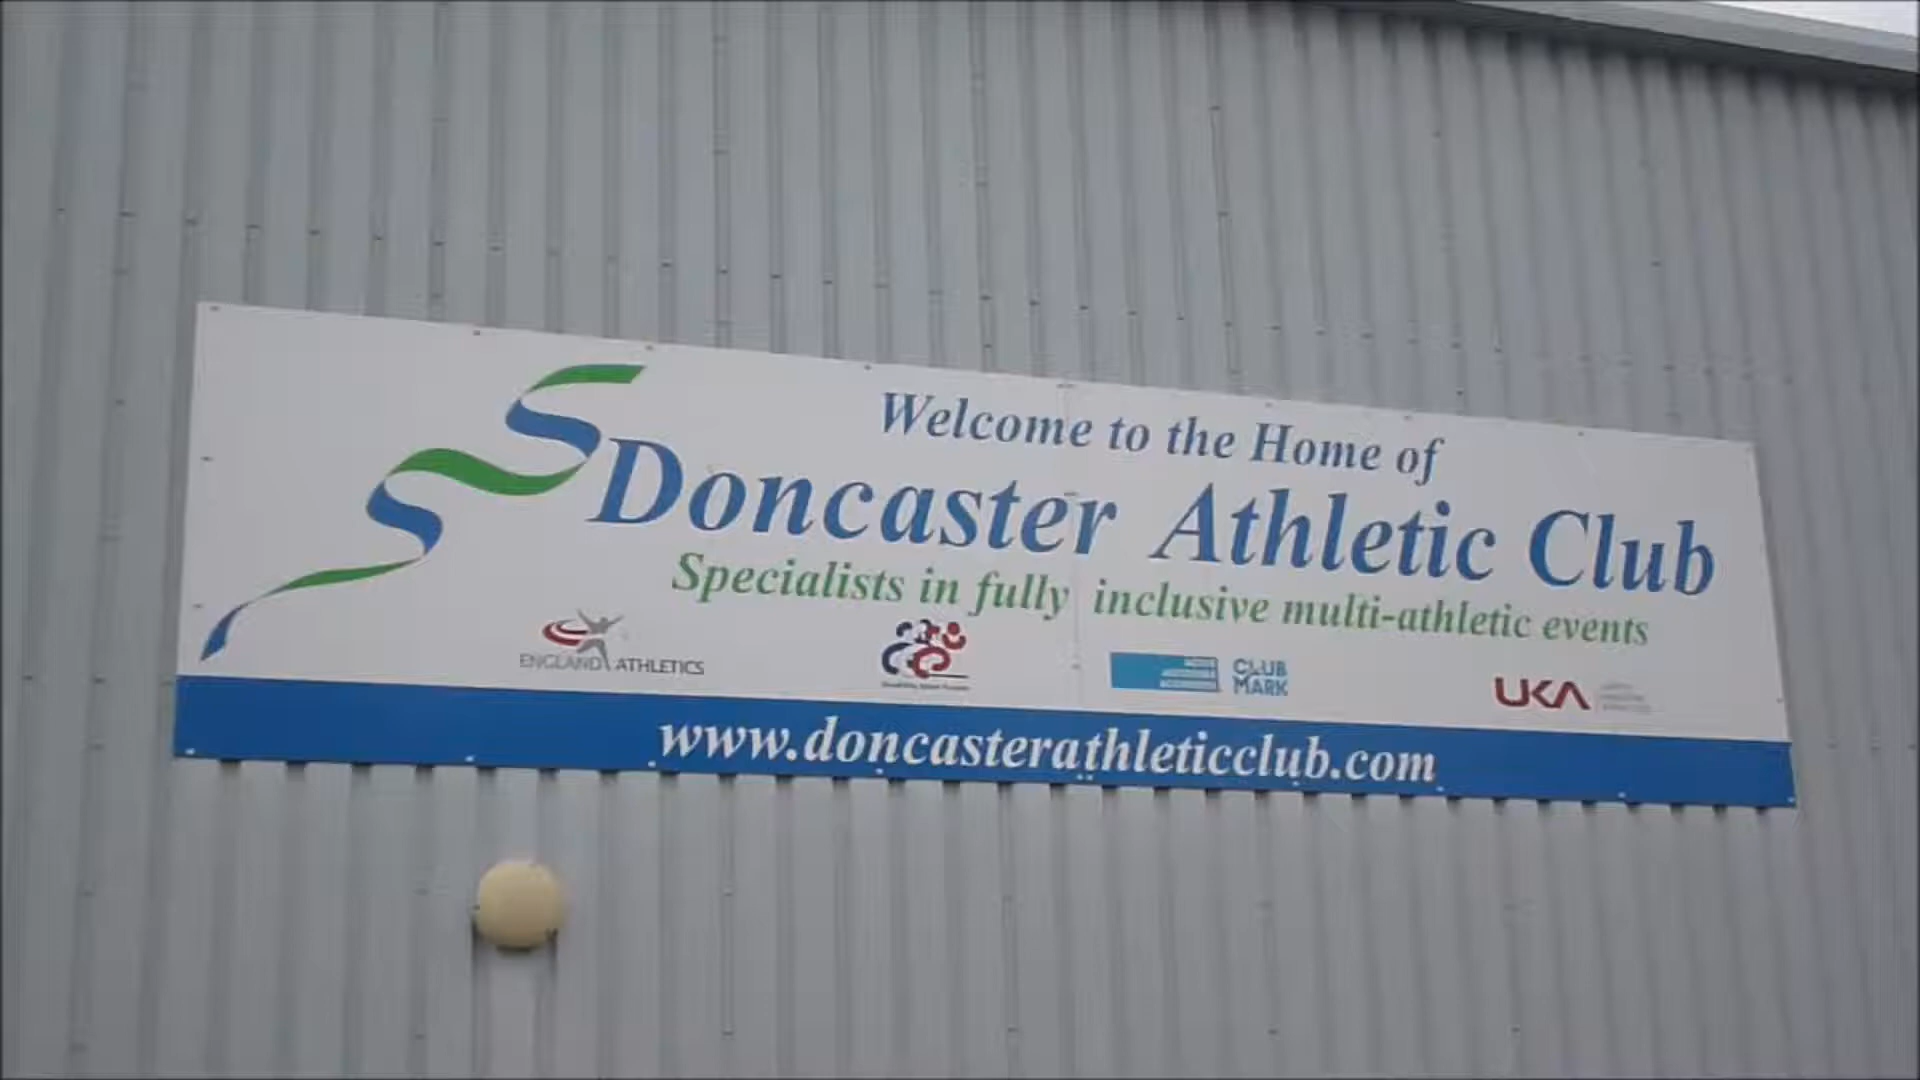 Welcome to the Home of
Doncaster Athletic Club
Specialists in fully inclusive multi-athletic events
ENGLAND ATHLETICS
CLUB
MARK
UKA
www.doncasterathleticclub.com